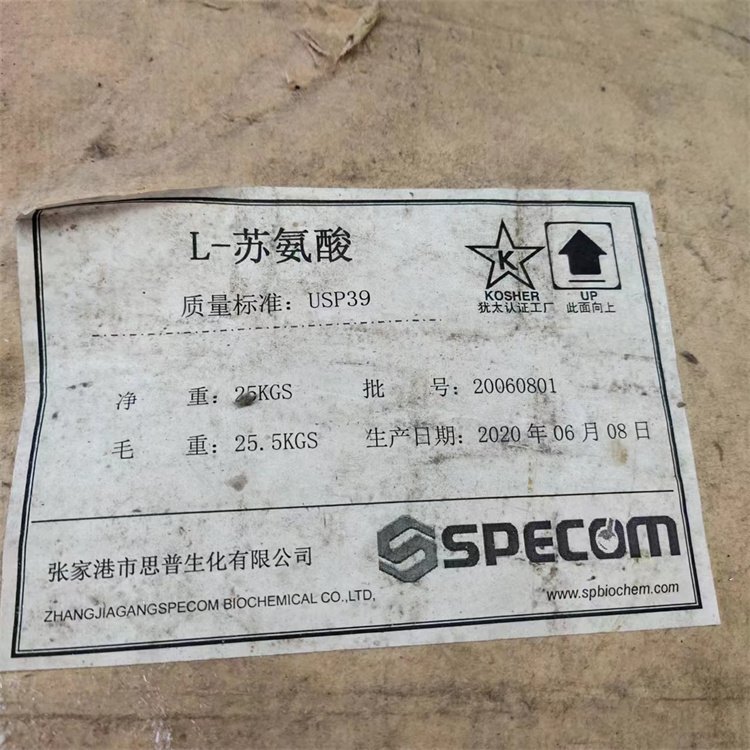 L-苏氨酸
质量标准：USP39
K
KOSHER
犹太认证工厂
UP
此面向上
净 重：25KGS
批 号：20060801
毛 重：25.5KGS
生产日期：2020年06月08日
张家港市思普生化有限公司
ZHANGJIAGANGSPECOM BIOCHEMICAL CO.,LTD,
SPECOM
www.spbiochem.com